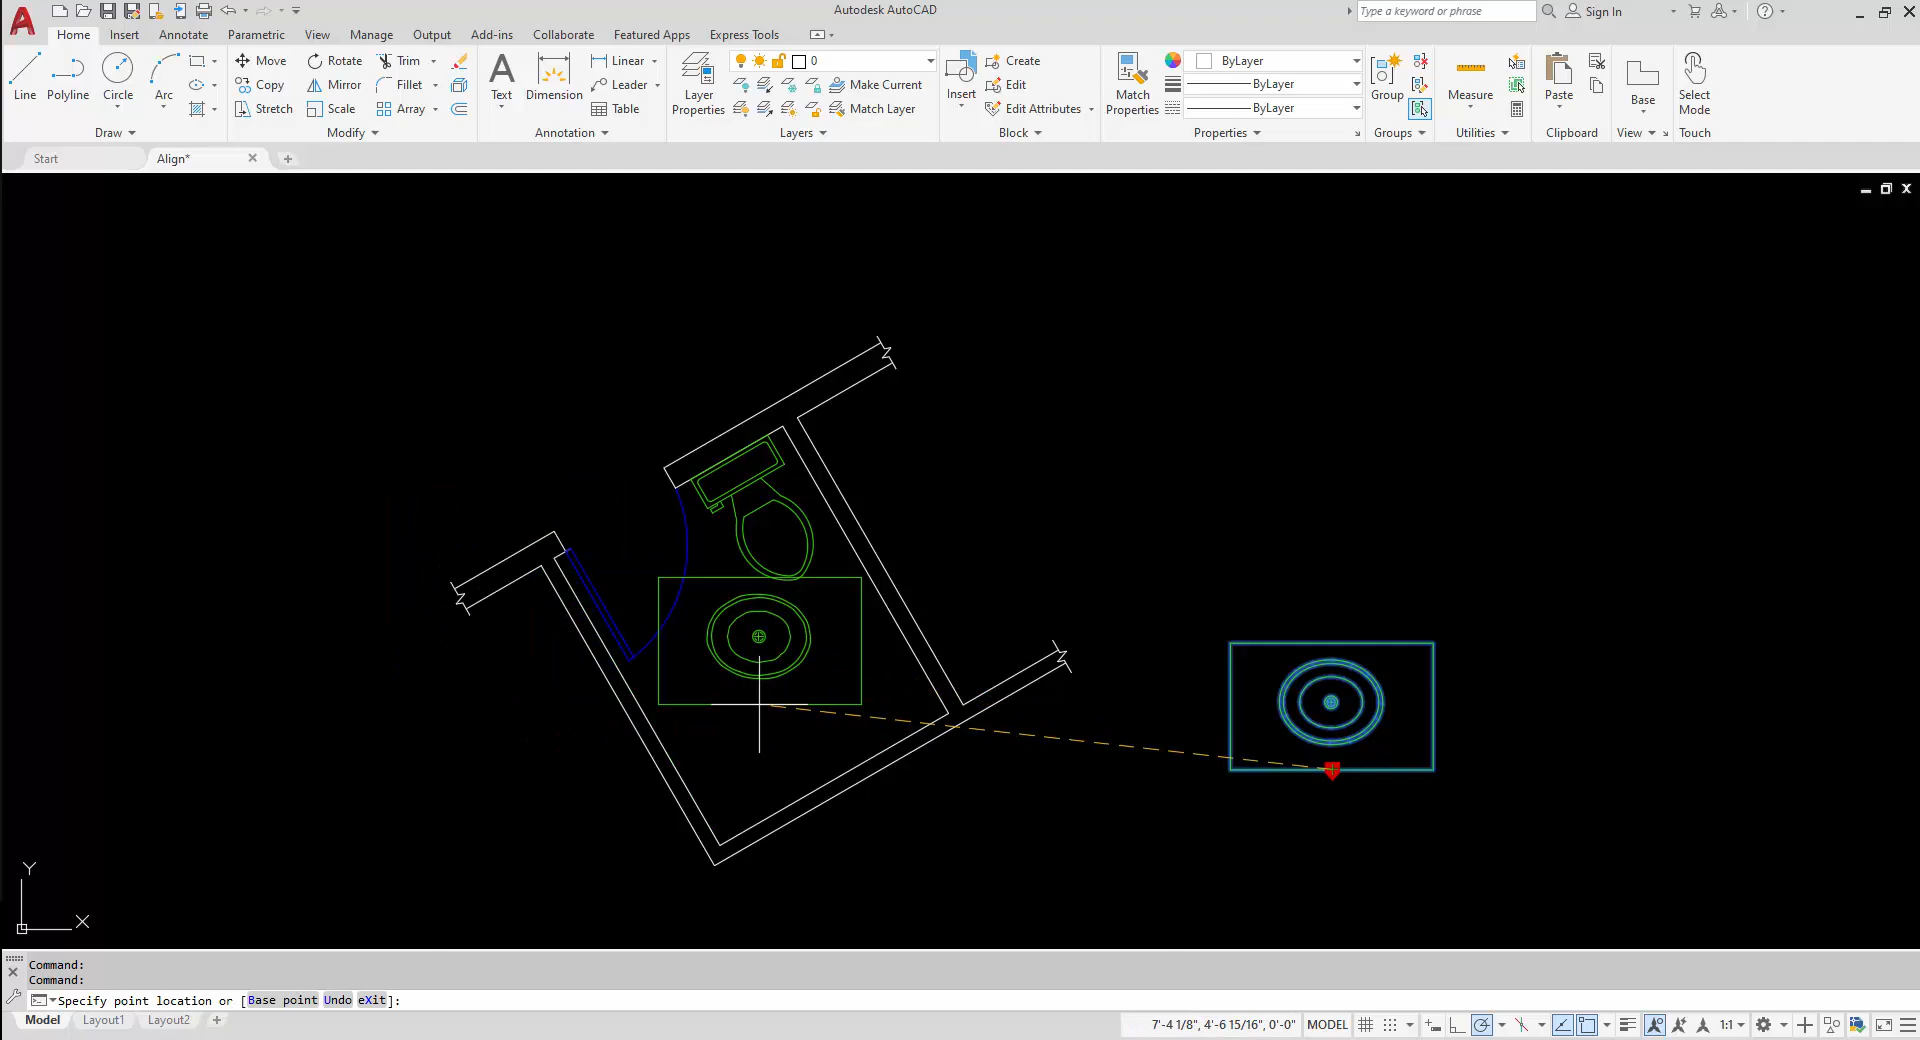 Autodesk AutoCAD
Type a keyword or phrase
Sign In
Home Insert Annotate Parametric View Manage Output Add-ins Collaborate Featured Apps Express Tools
Line Polyline Circle Arc
Draw
Move Rotate Trim
Copy Mirror Fillet
Stretch Scale Array
Modify
Text Dimension
Linear
Leader
Table
Annotation
Layer Properties
0
Make Current
Match Layer
Layers
Insert
Create
Edit
Edit Attributes
Block
Match Properties
ByLayer
ByLayer
ByLayer
Properties
Group
Groups
Measure
Utilities
Paste
Clipboard
Base
View
Select Mode
Touch
Start
Align*
Z
Z
Z
Y
X
Command:
Command:
Specify point location or [Base point Undo eXit]:
Model Layout1 Layout2
7'-4 1/8", 4'-6 15/16", 0'-0" MODEL 1:1